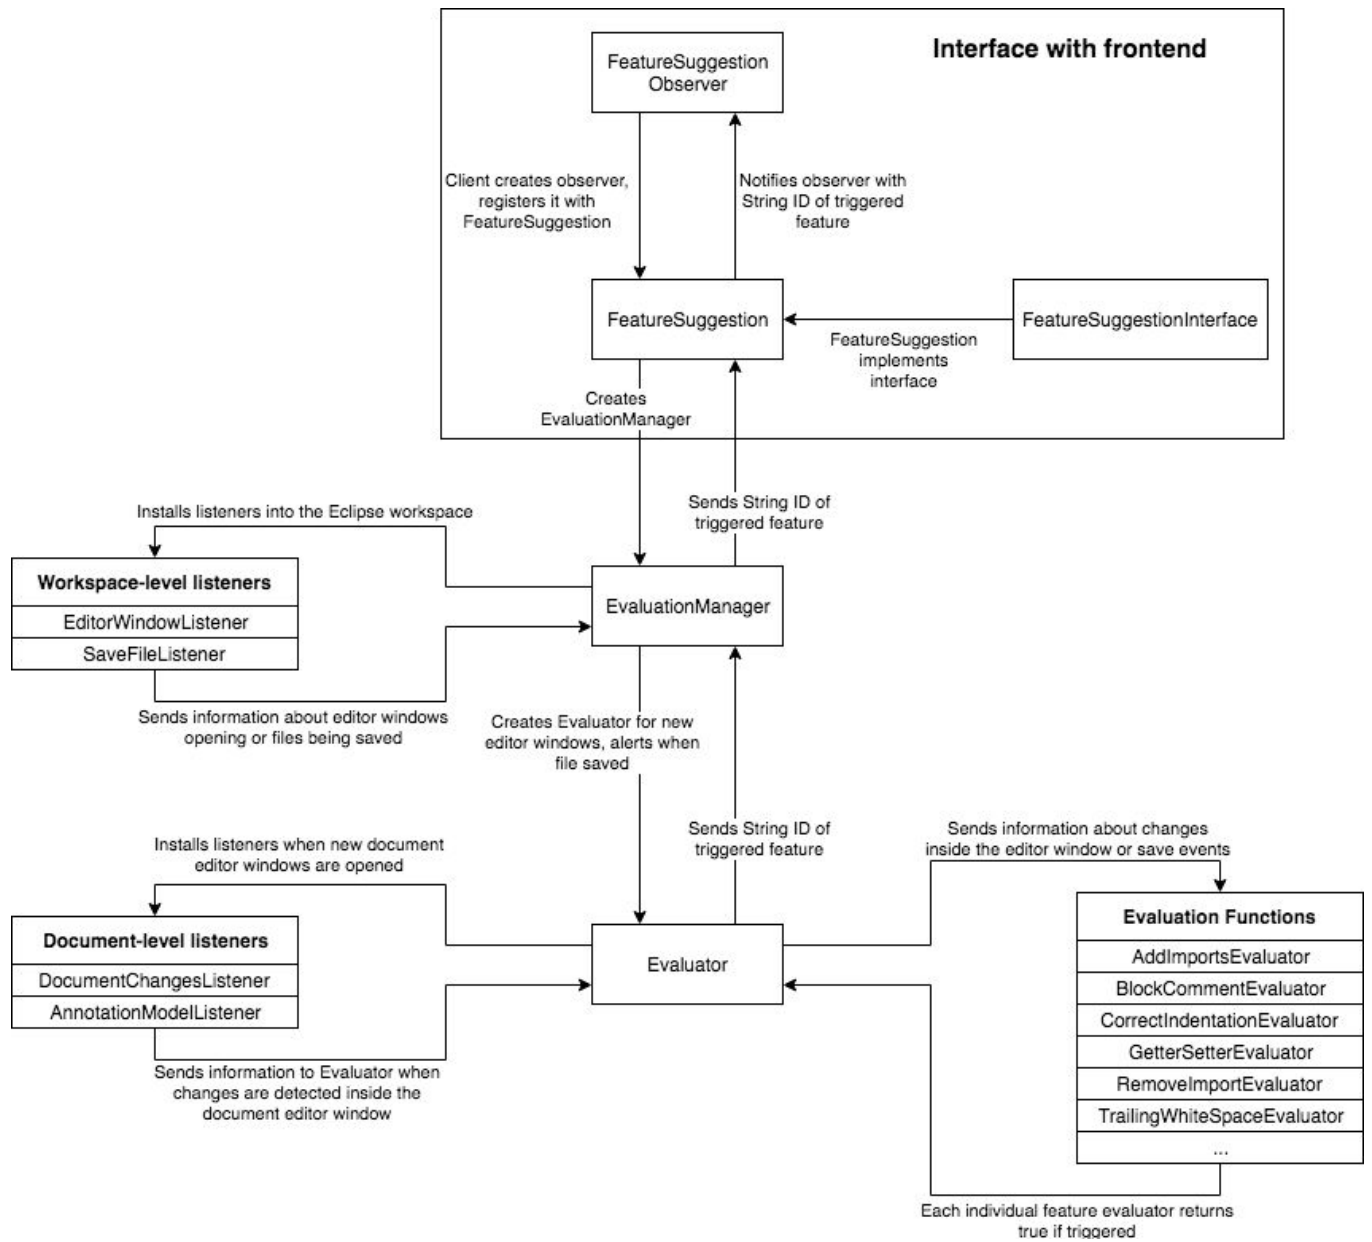 Interface with frontend
FeatureSuggestion
Observer
Client creates observer,
registers it with
FeatureSuggestion
Notifies observer with
String ID of triggered
feature
FeatureSuggestion
FeatureSuggestionInterface
FeatureSuggestion
implements
interface
Creates
EvaluationManager
Installs listeners into the Eclipse workspace
Sends String ID of
triggered feature
Workspace-level listeners
EditorWindowListener
SaveFileListener
EvaluationManager
Sends information about editor windows
opening or files being saved
Creates Evaluator for new
editor windows, alerts when
file saved
Installs listeners when new document
editor windows are opened
Sends String ID of
triggered feature
Sends information about changes
inside the editor window or save events
Document-level listeners
DocumentChangesListener
AnnotationModelListener
Evaluator
Evaluation Functions
AddImportsEvaluator
BlockCommentEvaluator
CorrectIndentationEvaluator
GetterSetterEvaluator
RemoveImportEvaluator
TrailingWhiteSpaceEvaluator
...
Sends information to Evaluator when
changes are detected inside the
document editor window
Each individual feature evaluator returns
true if triggered